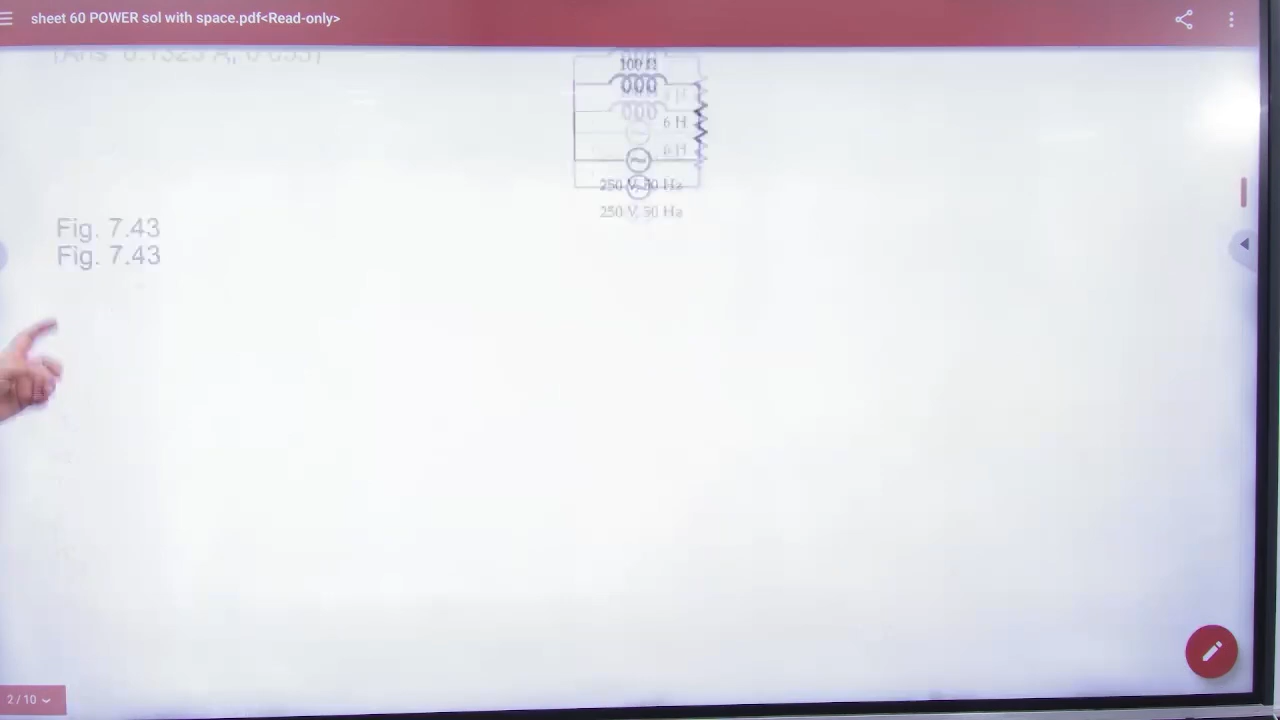 sheet 60 POWER sol with space.pdf<Read-only>
100 Ω
6 H
250 V, 50 Hz
250 V, 50 Hz
Fig. 7.43
Fig. 7.43
2 / 10